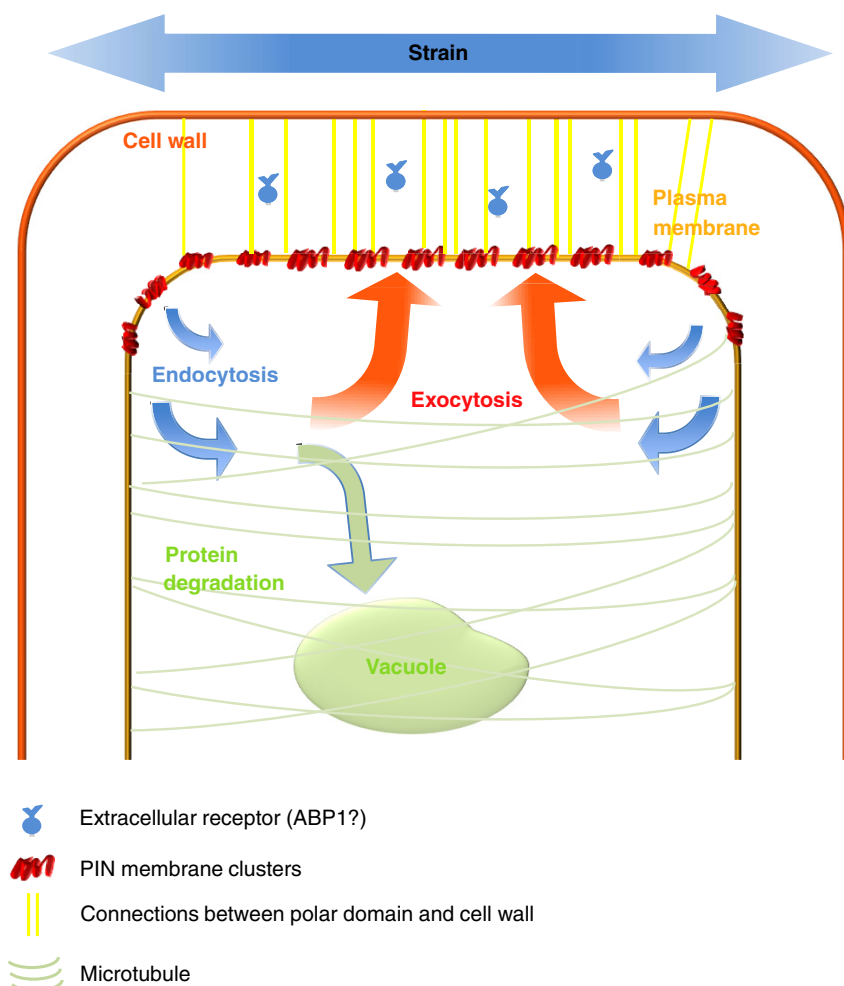 Strain
Cell wall
Plasma
membrane
Endocytosis
Exocytosis
Protein
degradation
Vacuole
Extracellular receptor (ABP1?)
PIN membrane clusters
Connections between polar domain and cell wall
Microtubule